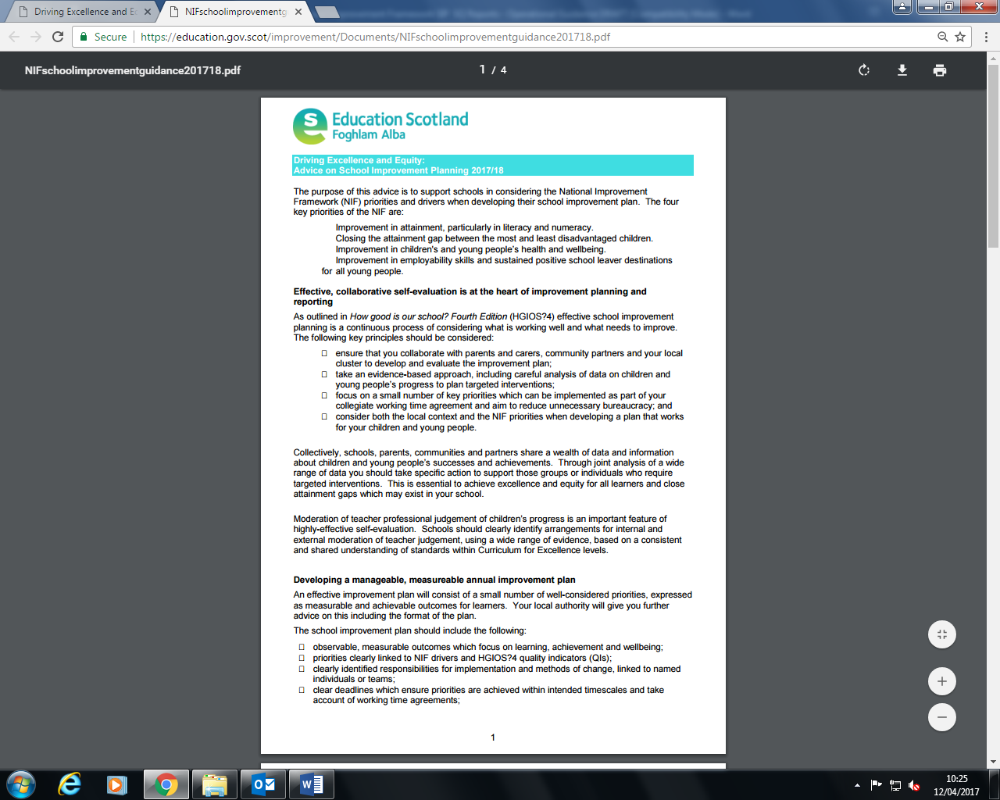 Driving Excellence and Ec
NIFschoolimprovementg
Secure
https://education.gov.scot/improvement/Documents/NIFschoolimprovementguidance201718.pdf
NIFschoolimprovementguidance201718.pdf
1 / 4
Education Scotland
Foghlam Alba
Driving Excellence and Equity:
Advice on School Improvement Planning 2017/18
The purpose of this advice is to support schools in considering the National Improvement
Framework (NIF) priorities and drivers when developing their school improvement plan. The four
key priorities of the NIF are:
Improvement in attainment, particularly in literacy and numeracy.
Closing the attainment gap between the most and least disadvantaged children.
Improvement in children's and young people's health and wellbeing.
Improvement in employability skills and sustained positive school leaver destinations
for all young people.
Effective, collaborative self-evaluation is at the heart of improvement planning and
reporting
As outlined in How good is our school? Fourth Edition (HGIOS?4) effective school improvement
planning is a continuous process of considering what is working well and what needs to improve.
The following key principles should be considered:
ensure that you collaborate with parents and carers, community partners and your local
cluster to develop and evaluate the improvement plan;
take an evidence-based approach, including careful analysis of data on children and
young people's progress to plan targeted interventions;
focus on a small number of key priorities which can be implemented as part of your
collegiate working time agreement and aim to reduce unnecessary bureaucracy; and
consider both the local context and the NIF priorities when developing a plan that works
for your children and young people.
Collectively, schools, parents, communities and partners share a wealth of data and information
about children and young people's successes and achievements. Through joint analysis of a wide
range of data you should take specific action to support those groups or individuals who require
targeted interventions. This is essential to achieve excellence and equity for all learners and close
attainment gaps which may exist in your school.
Moderation of teacher professional judgement of children's progress is an important feature of
highly-effective self-evaluation. Schools should clearly identify arrangements for internal and
external moderation of teacher judgement, using a wide range of evidence, based on a consistent
and shared understanding of standards within Curriculum for Excellence levels.
Developing a manageable, measureable annual improvement plan
An effective improvement plan will consist of a small number of well-considered priorities, expressed
as measurable and achievable outcomes for learners. Your local authority will give you further
advice on this including the format of the plan.
The school improvement plan should include the following:
observable, measurable outcomes which focus on learning, achievement and wellbeing;
priorities clearly linked to NIF drivers and HGIOS?4 quality indicators (QIs);
clearly identified responsibilities for implementation and methods of change, linked to named
individuals or teams;
clear deadlines which ensure priorities are achieved within intended timescales and take
account of working time agreements;
1
10:25
12/04/2017